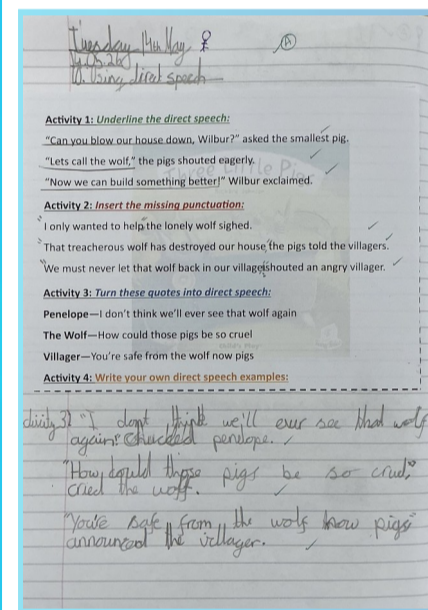 Tuesday 14th May
L.O. Using direct speech
Activity 1: Underline the direct speech:
"Can you blow our house down, Wilbur?" asked the smallest pig.
"Lets call the wolf," the pigs shouted eagerly.
"Now we can build something better!" Wilbur exclaimed.
Activity 2: Insert the missing punctuation:
"I only wanted to help" the lonely wolf sighed.
"That treacherous wolf has destroyed our house" the pigs told the villagers.
"We must never let that wolf back in our village" shouted an angry villager.
Activity 3: Turn these quotes into direct speech:
Penelope—I don't think we'll ever see that wolf again
The Wolf—How could those pigs be so cruel
Villager—You're safe from the wolf now pigs
Activity 4: Write your own direct speech examples:
"I dont think we'll ever see that wolf
again" penelope.
"How could those pigs be so cruel"
cried the wolf.
"You're safe from the wolf now pigs"
announced the villager.